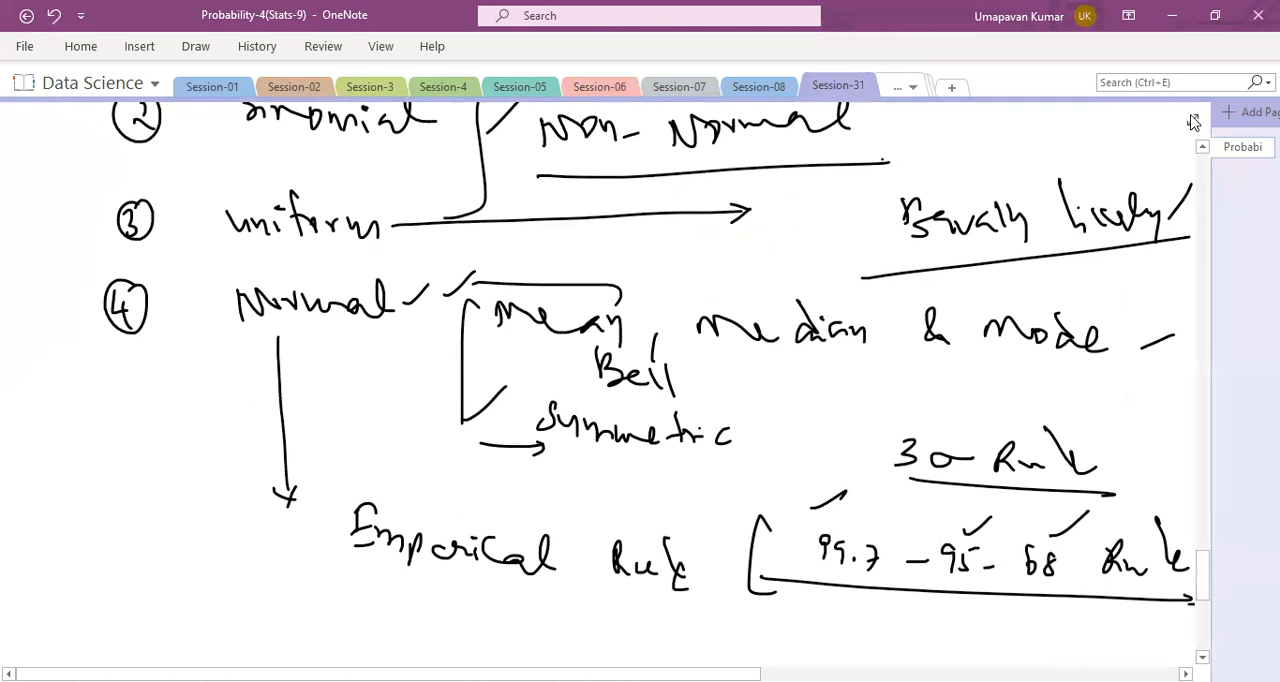 Probability-4(Stats-9) - OneNote
Search
Umapavan Kumar UK
File Home Insert Draw History Review View Help
Data Science
Session-01 Session-02 Session-3 Session-4 Session-05 Session-06 Session-07 Session-08 Session-31 ...
Search (Ctrl+E)
Add Pag
Probabi
② Binomial Non-Normal
③ uniform Equally likely
④ Normal Mean, Median & Mode
Bell
Symmetric
3σ Rule
Emperical Rule [ 99.7 - 95 - 68 Rule